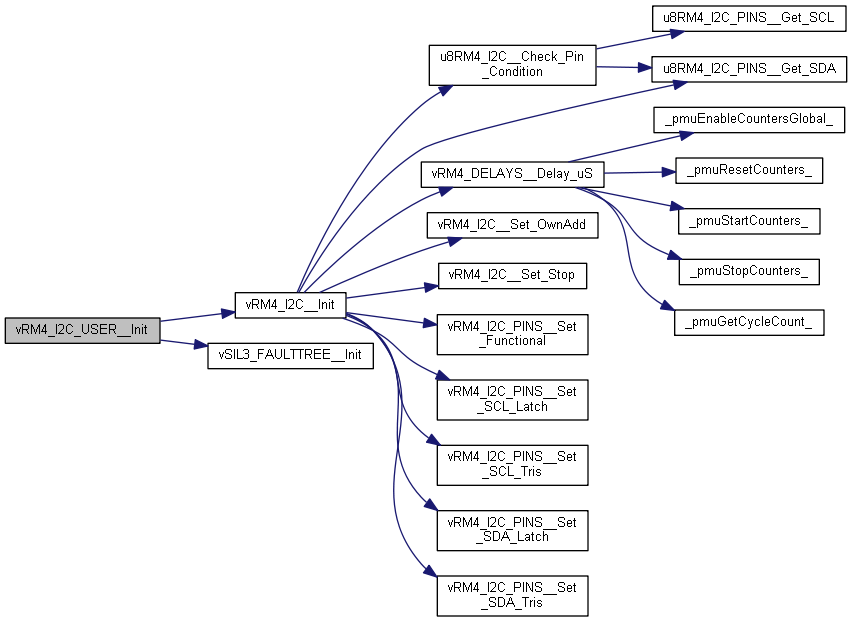 vRM4_I2C_USER__Init
vRM4_I2C__Init
vSIL3_FAULTTREE__Init
u8RM4_I2C__Check_Pin
_Condition
vRM4_DELAYS__Delay_uS
vRM4_I2C__Set_OwnAdd
vRM4_I2C__Set_Stop
vRM4_I2C_PINS__Set
_Functional
vRM4_I2C_PINS__Set
_SCL_Latch
vRM4_I2C_PINS__Set
_SCL_Tris
vRM4_I2C_PINS__Set
_SDA_Latch
vRM4_I2C_PINS__Set
_SDA_Tris
u8RM4_I2C_PINS__Get_SCL
u8RM4_I2C_PINS__Get_SDA
_pmuEnableCountersGlobal_
_pmuResetCounters_
_pmuStartCounters_
_pmuStopCounters_
_pmuGetCycleCount_